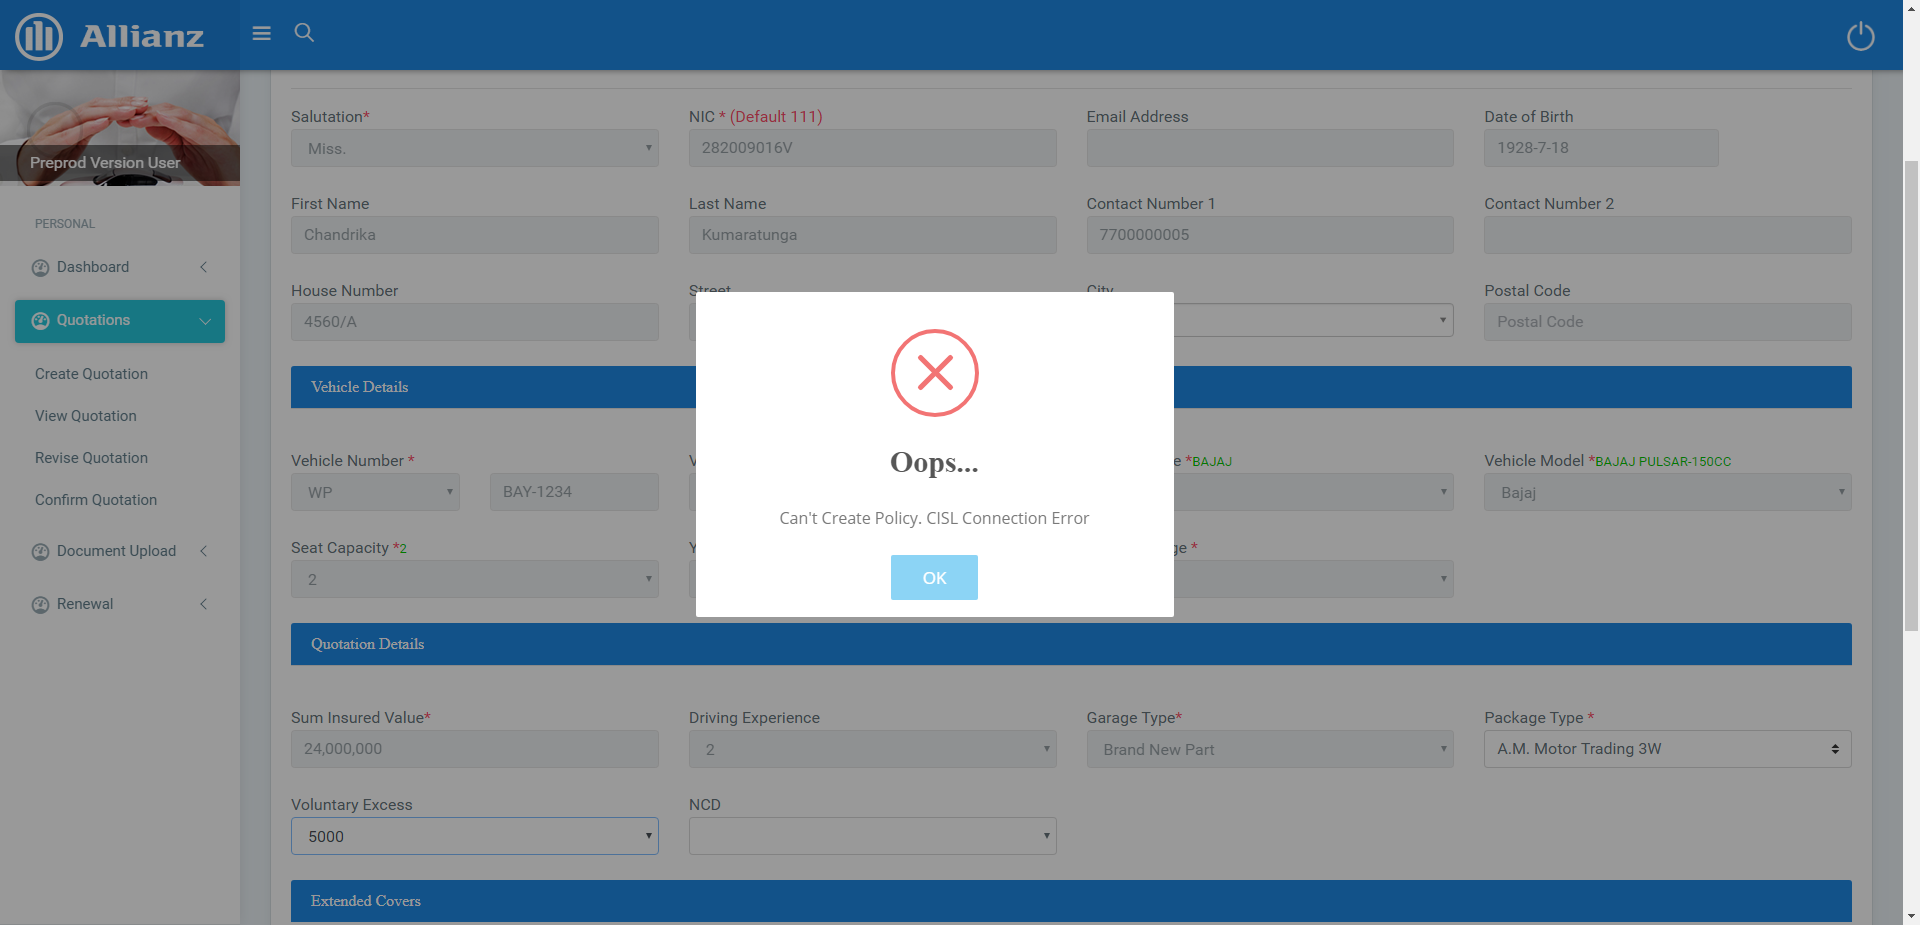 Allianz
Preprod Version User
PERSONAL
Dashboard
Quotations
Create Quotation
View Quotation
Revise Quotation
Confirm Quotation
Document Upload
Renewal
Salutation*
NIC * (Default 111)
Email Address
Date of Birth
Miss.
282009016V
1928-7-18
First Name
Last Name
Contact Number 1
Contact Number 2
Chandrika
Kumaratunga
7700000005
House Number
Street
City
Postal Code
4560/A
Postal Code
Vehicle Details
Vehicle Number *
V
e *BAJAJ
Vehicle Model *BAJAJ PULSAR-150CC
WP
BAY-1234
Bajaj
Seat Capacity *2
Y
ge *
2
Oops...
Can't Create Policy. CISL Connection Error
OK
Quotation Details
Sum Insured Value*
Driving Experience
Garage Type*
Package Type *
24,000,000
2
Brand New Part
A.M. Motor Trading 3W
Voluntary Excess
NCD
5000
Extended Covers